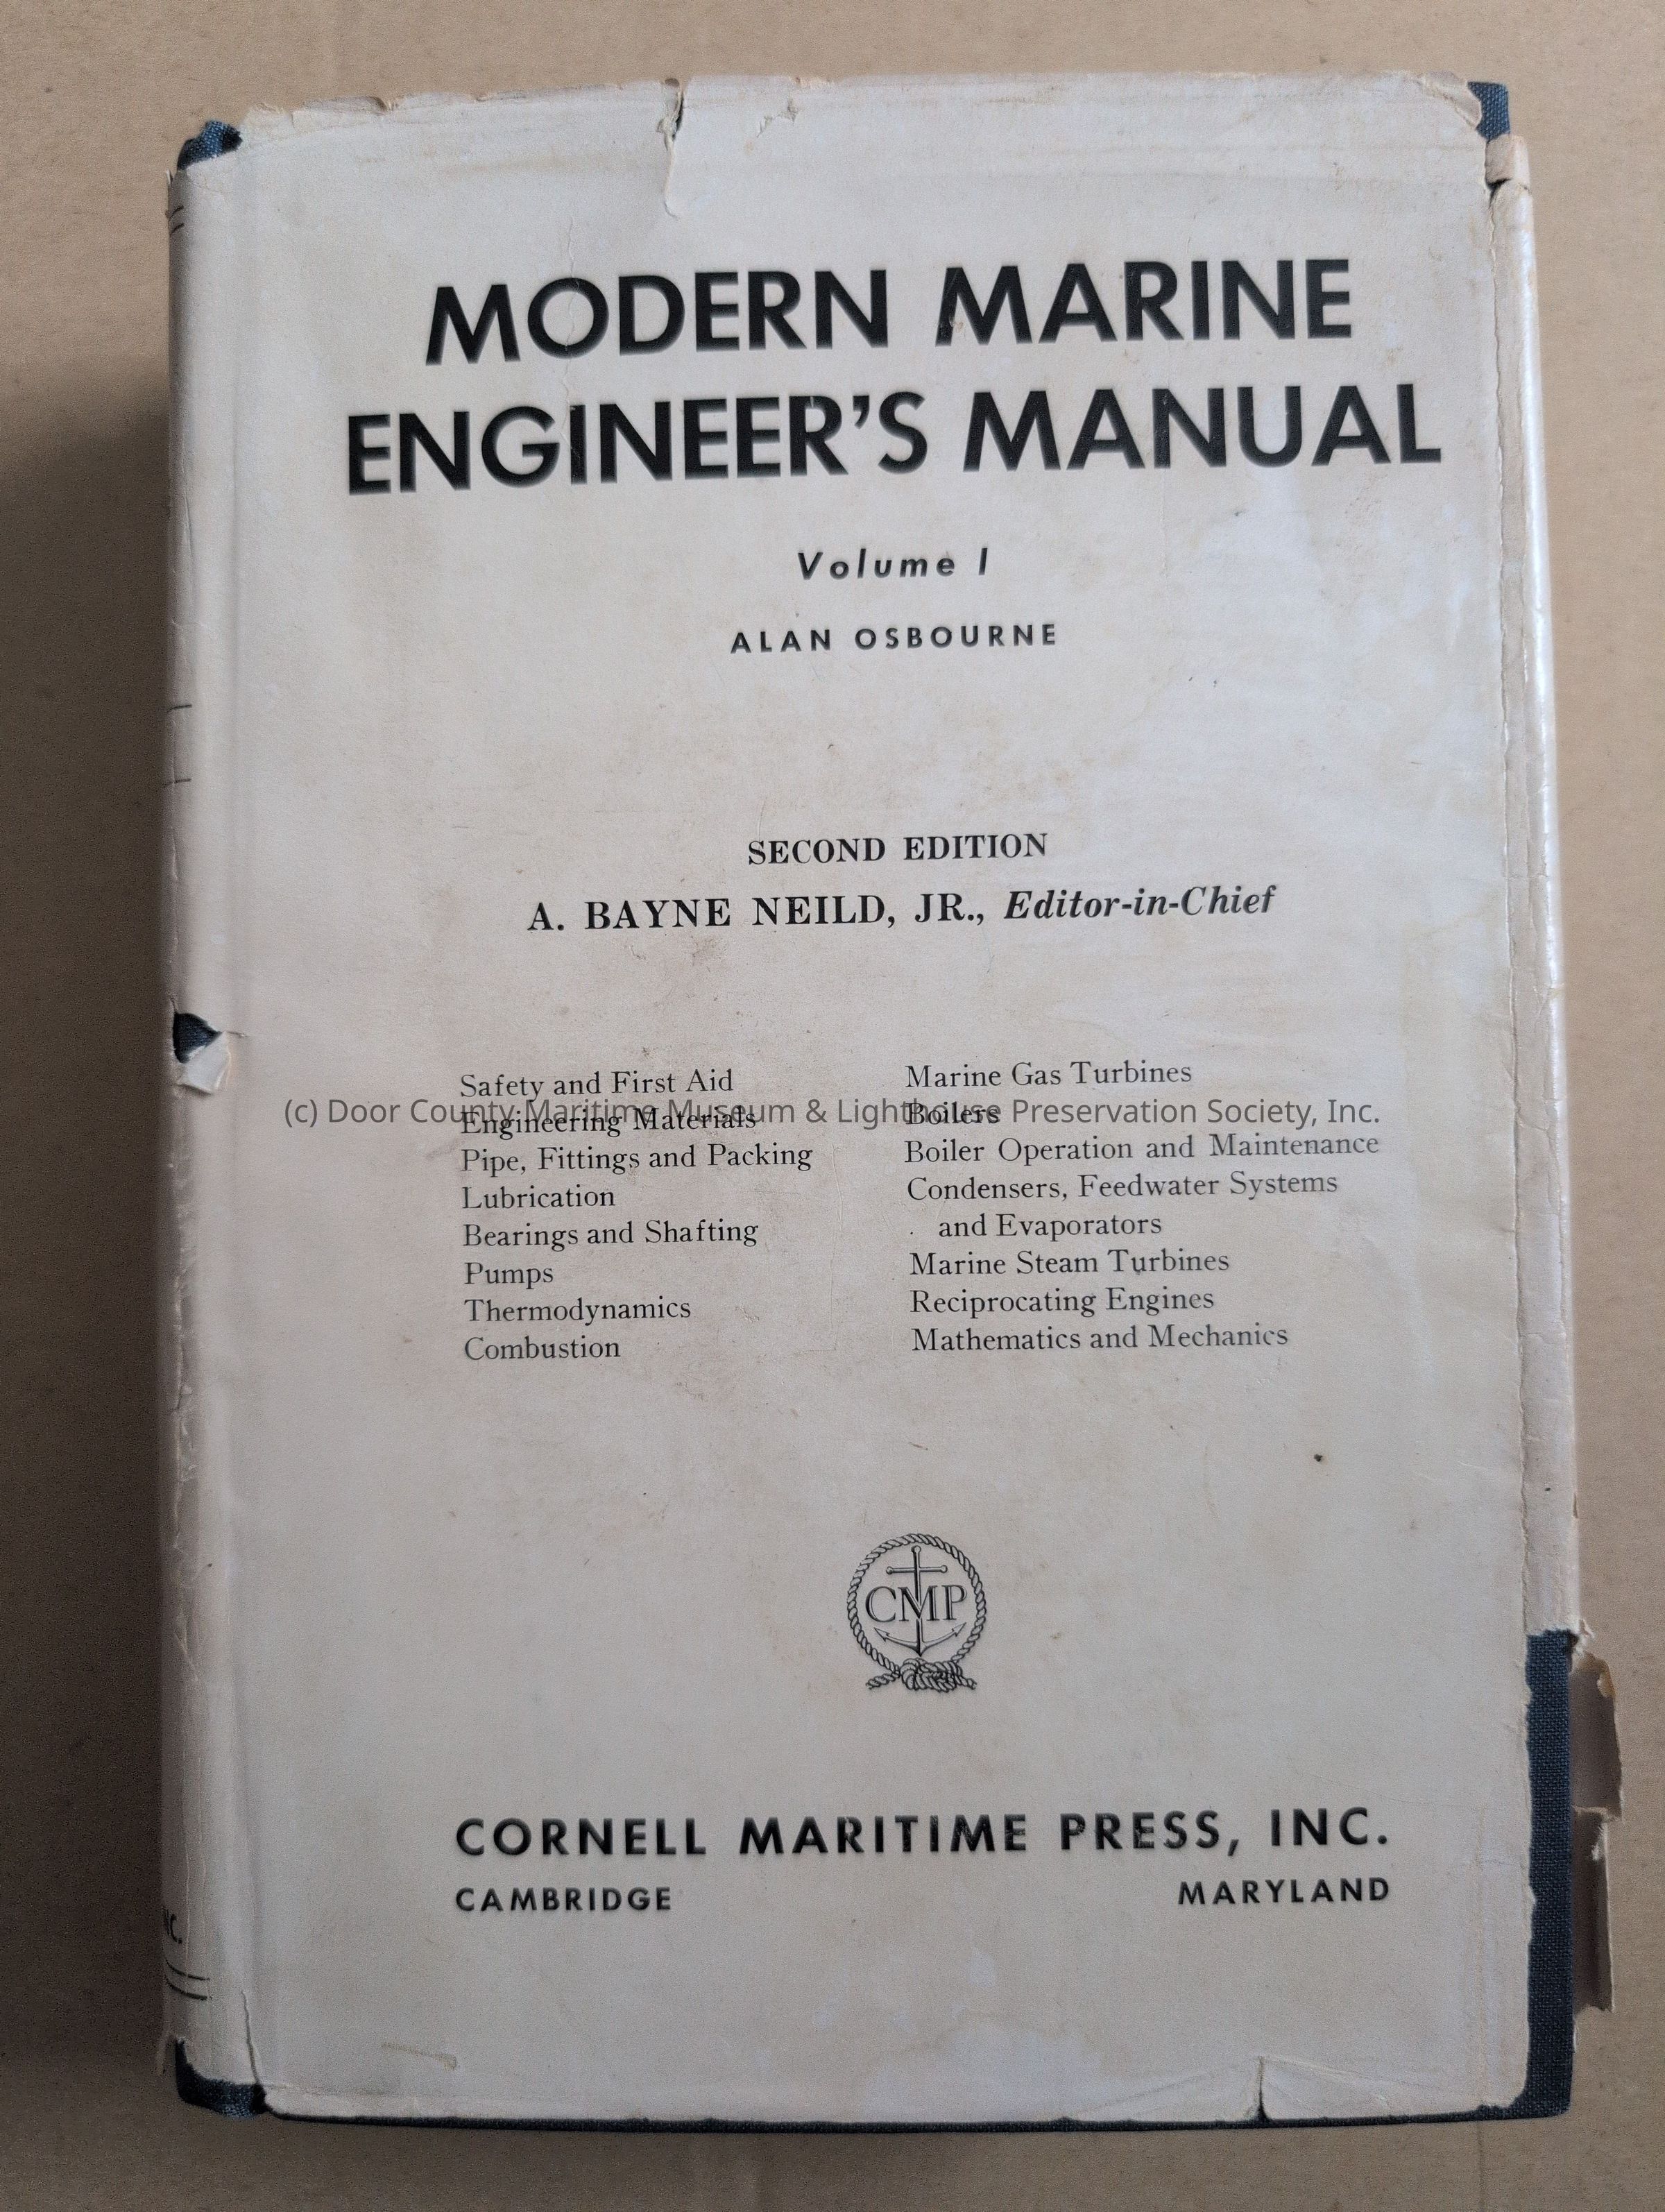 MODERN MARINE
ENGINEER'S MANUAL
Volume I
ALAN OSBOURNE
SECOND EDITION
A. BAYNE NEILD, JR., Editor-in-Chief
Safety and First Aid
Engineering Materials
Pipe, Fittings and Packing
Lubrication
Bearings and Shafting
Pumps
Thermodynamics
Combustion
Marine Gas Turbines
Boilers
Boiler Operation and Maintenance
Condensers, Feedwater Systems
and Evaporators
Marine Steam Turbines
Reciprocating Engines
Mathematics and Mechanics
(c) Door County Maritime Museum & Lighthouse Preservation Society, Inc.
CMP
CORNELL MARITIME PRESS, INC.
CAMBRIDGE MARYLAND